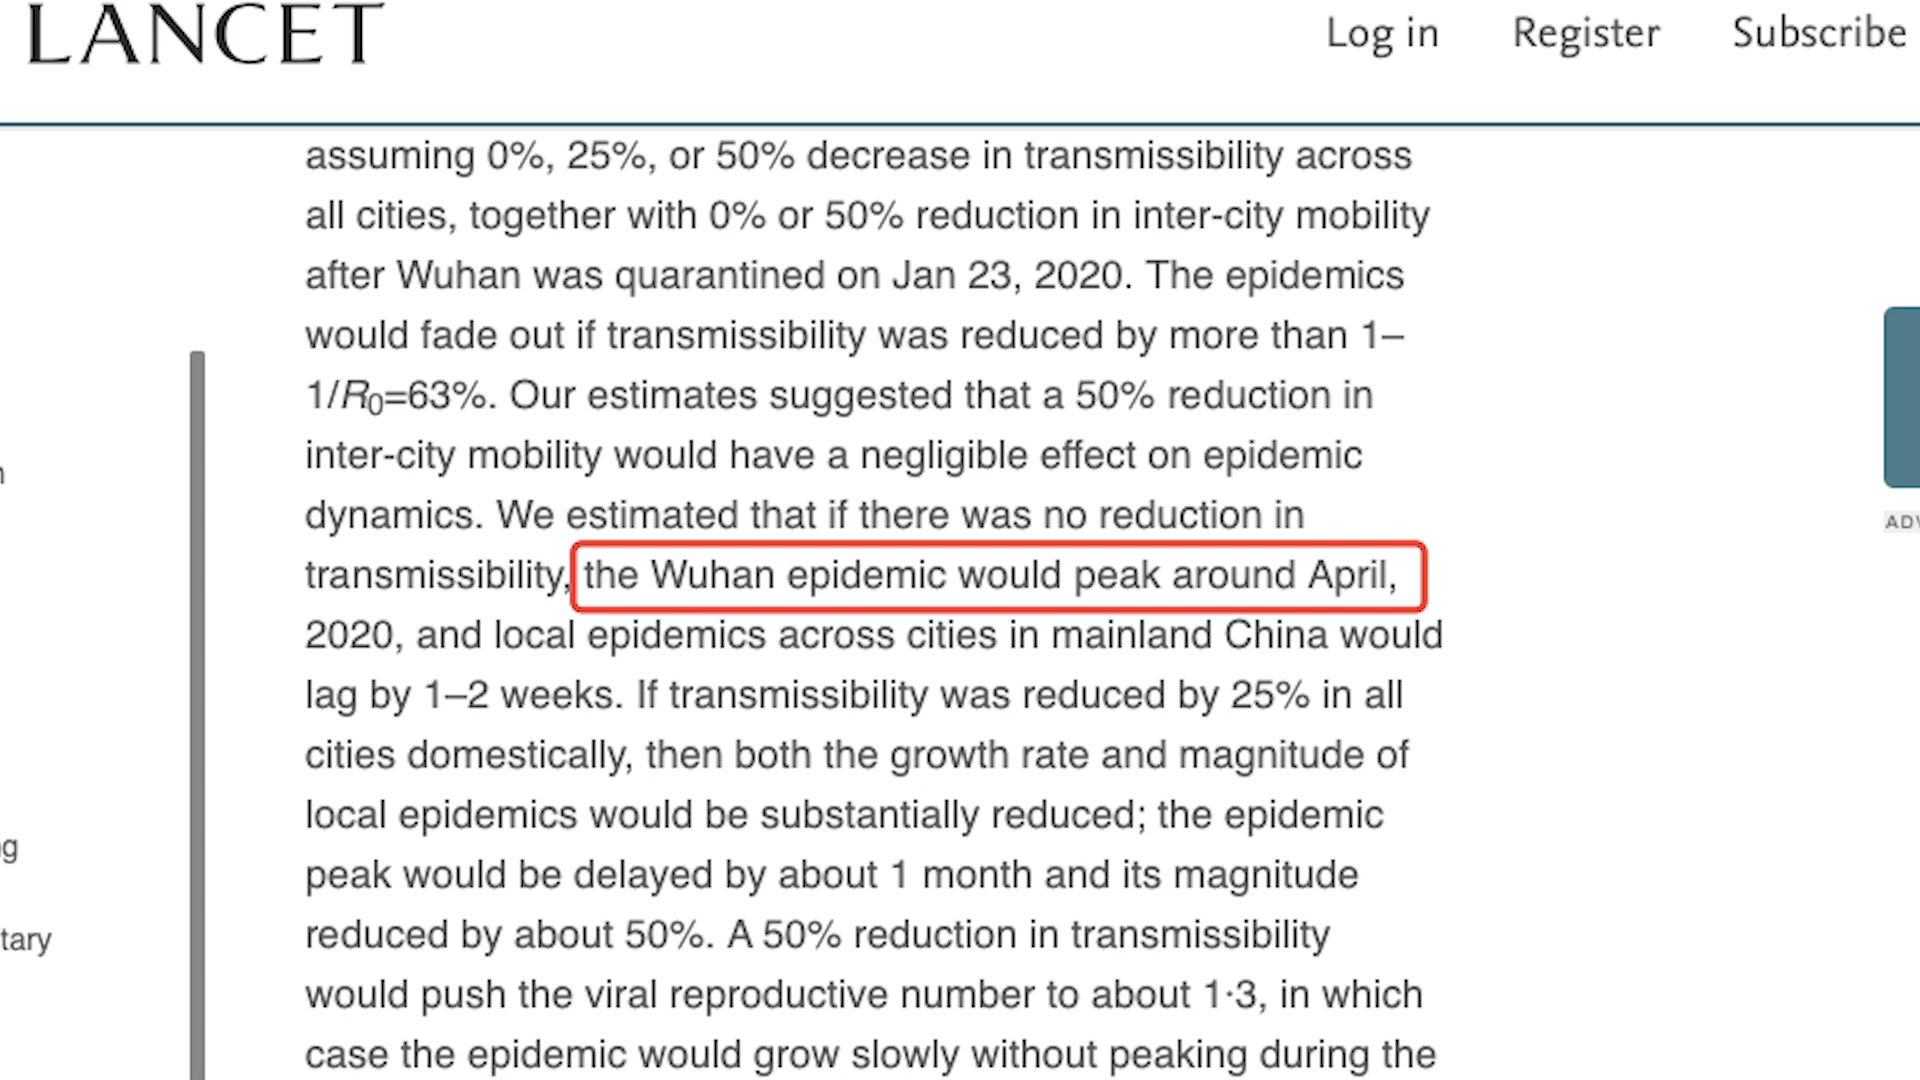 LANCET
Log in
Register
Subscribe
assuming 0%, 25%, or 50% decrease in transmissibility across
all cities, together with 0% or 50% reduction in inter-city mobility
after Wuhan was quarantined on Jan 23, 2020. The epidemics
would fade out if transmissibility was reduced by more than 1–
1/R₀=63%. Our estimates suggested that a 50% reduction in
inter-city mobility would have a negligible effect on epidemic
dynamics. We estimated that if there was no reduction in
transmissibility, the Wuhan epidemic would peak around April,
2020, and local epidemics across cities in mainland China would
lag by 1–2 weeks. If transmissibility was reduced by 25% in all
cities domestically, then both the growth rate and magnitude of
local epidemics would be substantially reduced; the epidemic
peak would be delayed by about 1 month and its magnitude
reduced by about 50%. A 50% reduction in transmissibility
would push the viral reproductive number to about 1·3, in which
case the epidemic would grow slowly without peaking during the